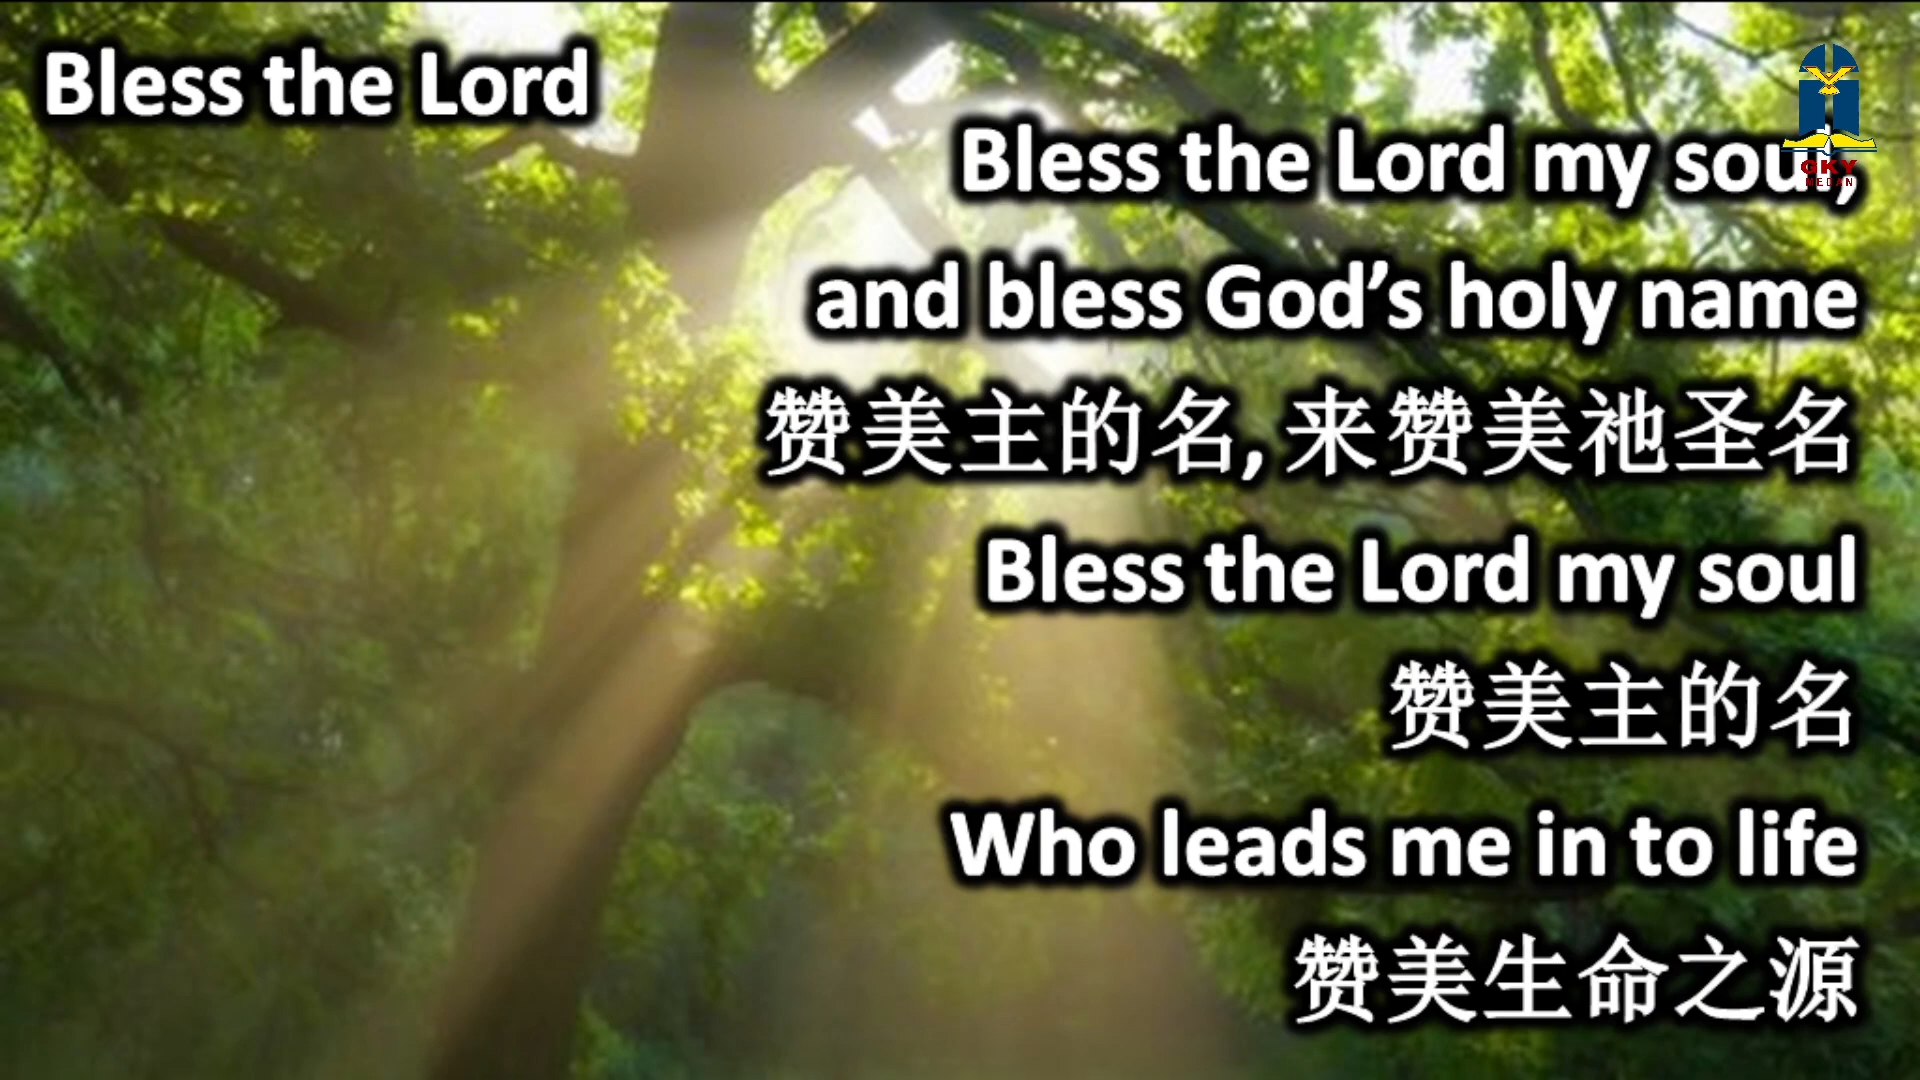 Bless the Lord
Bless the Lord my soul,
and bless God’s holy name
赞美主的名, 来赞美祂圣名
Bless the Lord my soul
赞美主的名
Who leads me in to life
赞美生命之源
GKY
MEDAN